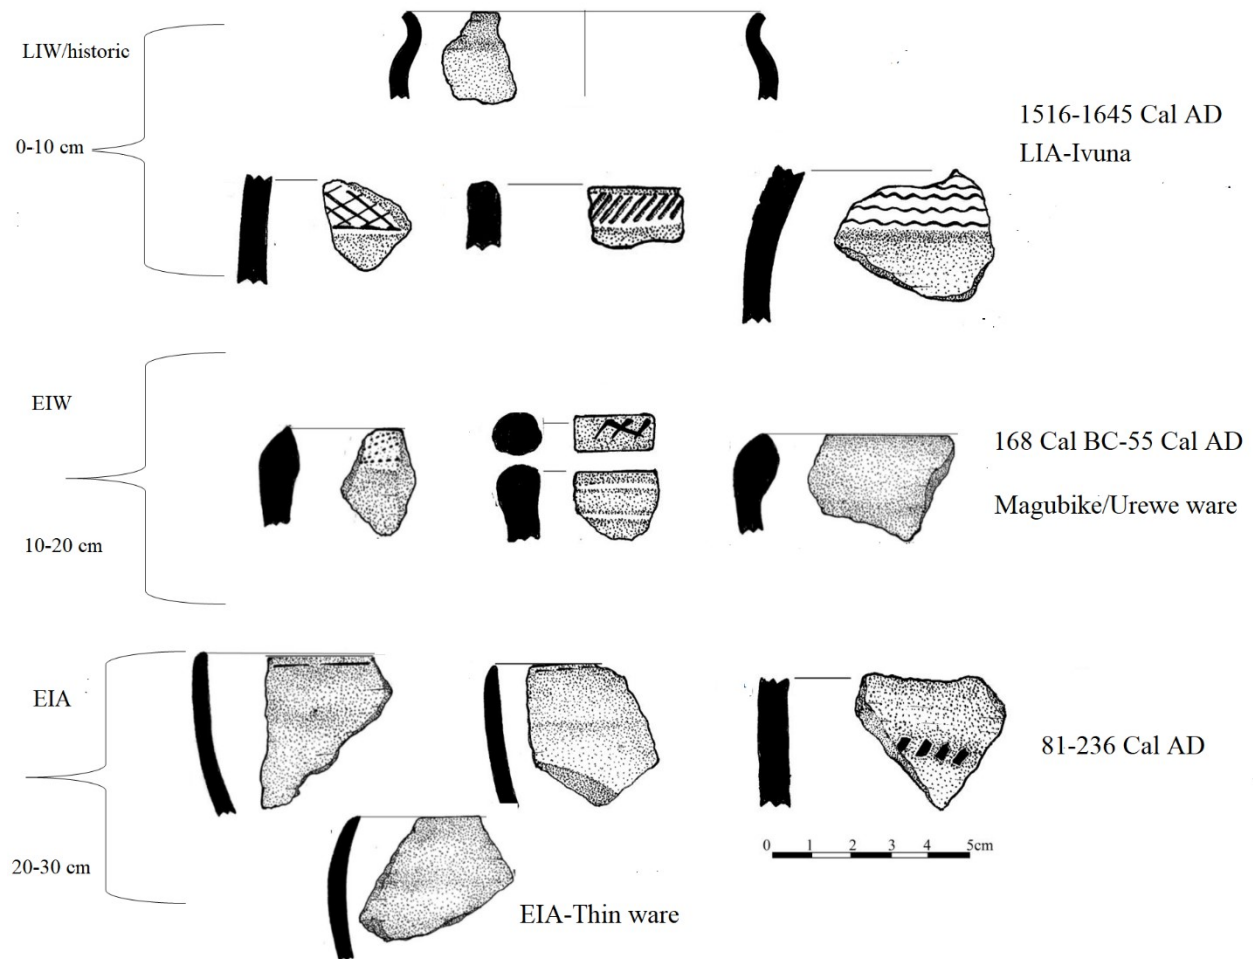 LIW/historic
0-10 cm
1516-1645 Cal AD
LIA-Ivuna
EIW
10-20 cm
168 Cal BC-55 Cal AD
Magubike/Urewe ware
EIA
20-30 cm
81-236 Cal AD
0 1 2 3 4 5cm
EIA-Thin ware